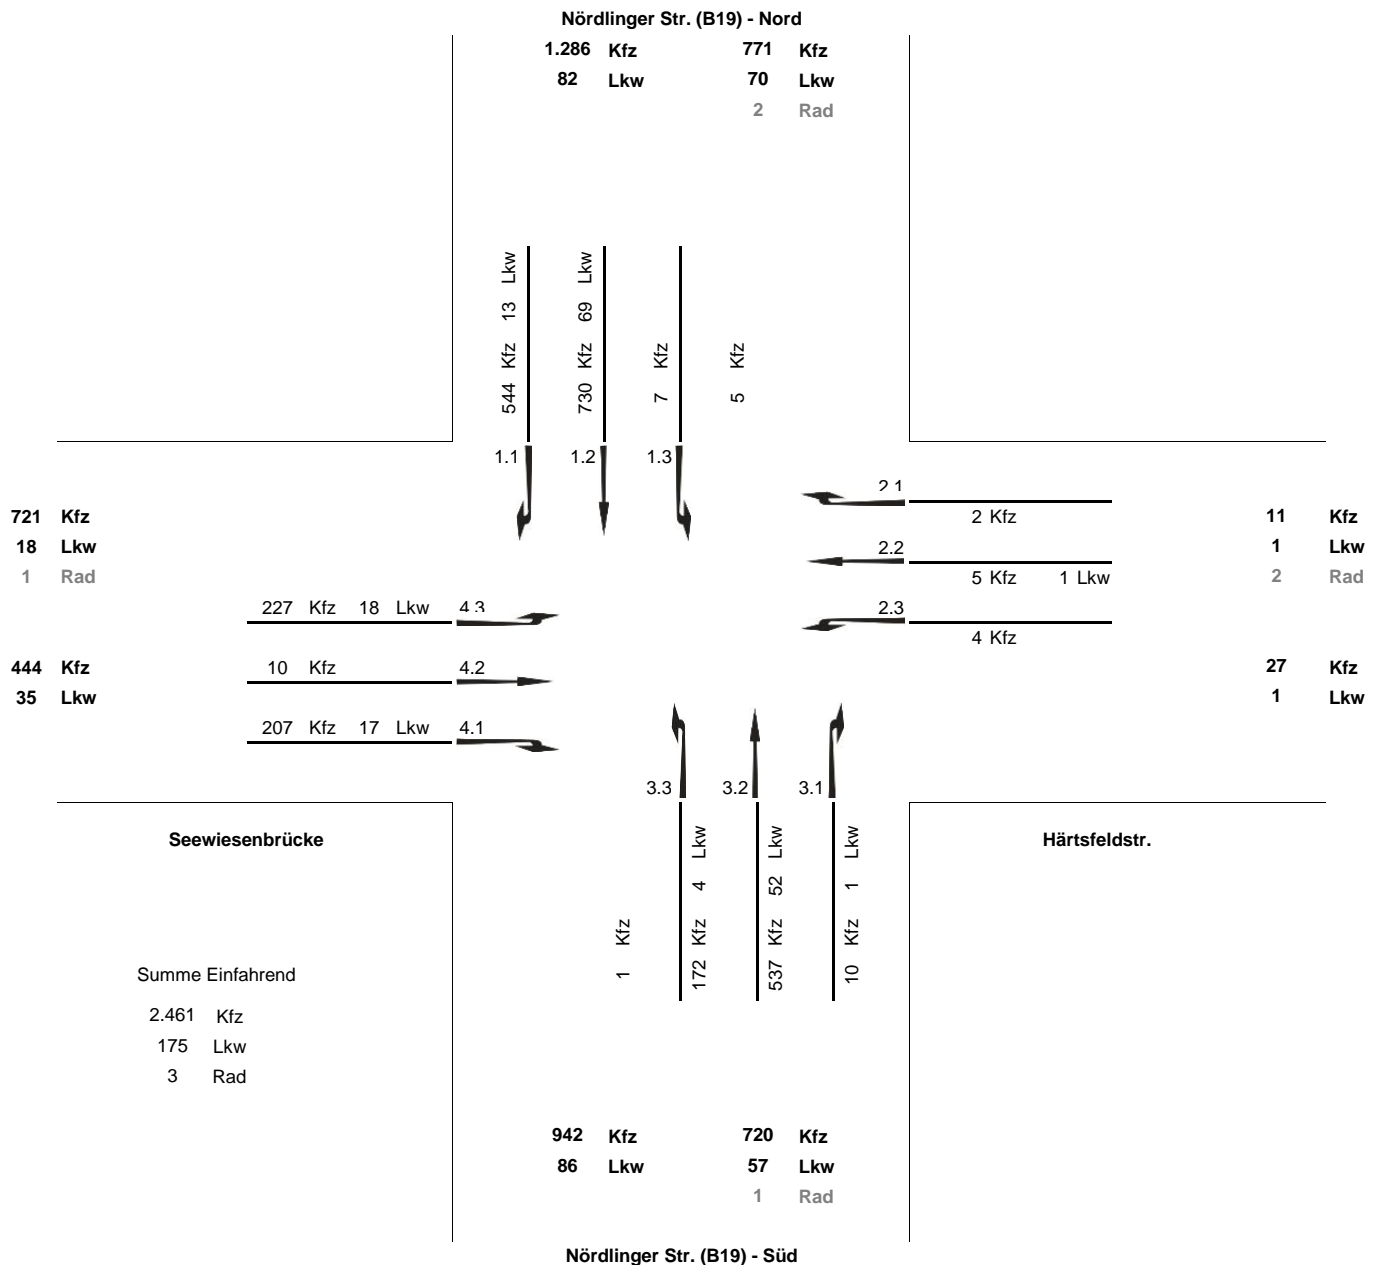 Nördlinger Str. (B19) - Nord
1.286 Kfz 771 Kfz
82 Lkw 70 Lkw
2 Rad
544 Kfz 13 Lkw
730 Kfz 69 Lkw
7 Kfz
5 Kfz
1.1 1.2 1.3
2.1
2 Kfz
2.2
5 Kfz 1 Lkw
2.3
4 Kfz
721 Kfz
18 Lkw
1 Rad
11 Kfz
1 Lkw
2 Rad
227 Kfz 18 Lkw 4.3
10 Kfz 4.2
207 Kfz 17 Lkw 4.1
444 Kfz
35 Lkw
27 Kfz
1 Lkw
3.3 3.2 3.1
1 Kfz
172 Kfz 4 Lkw
537 Kfz 52 Lkw
10 Kfz 1 Lkw
Seewiesenbrücke
Härtsfeldstr.
Summe Einfahrend
2.461 Kfz
175 Lkw
3 Rad
942 Kfz 720 Kfz
86 Lkw 57 Lkw
1 Rad
Nördlinger Str. (B19) - Süd